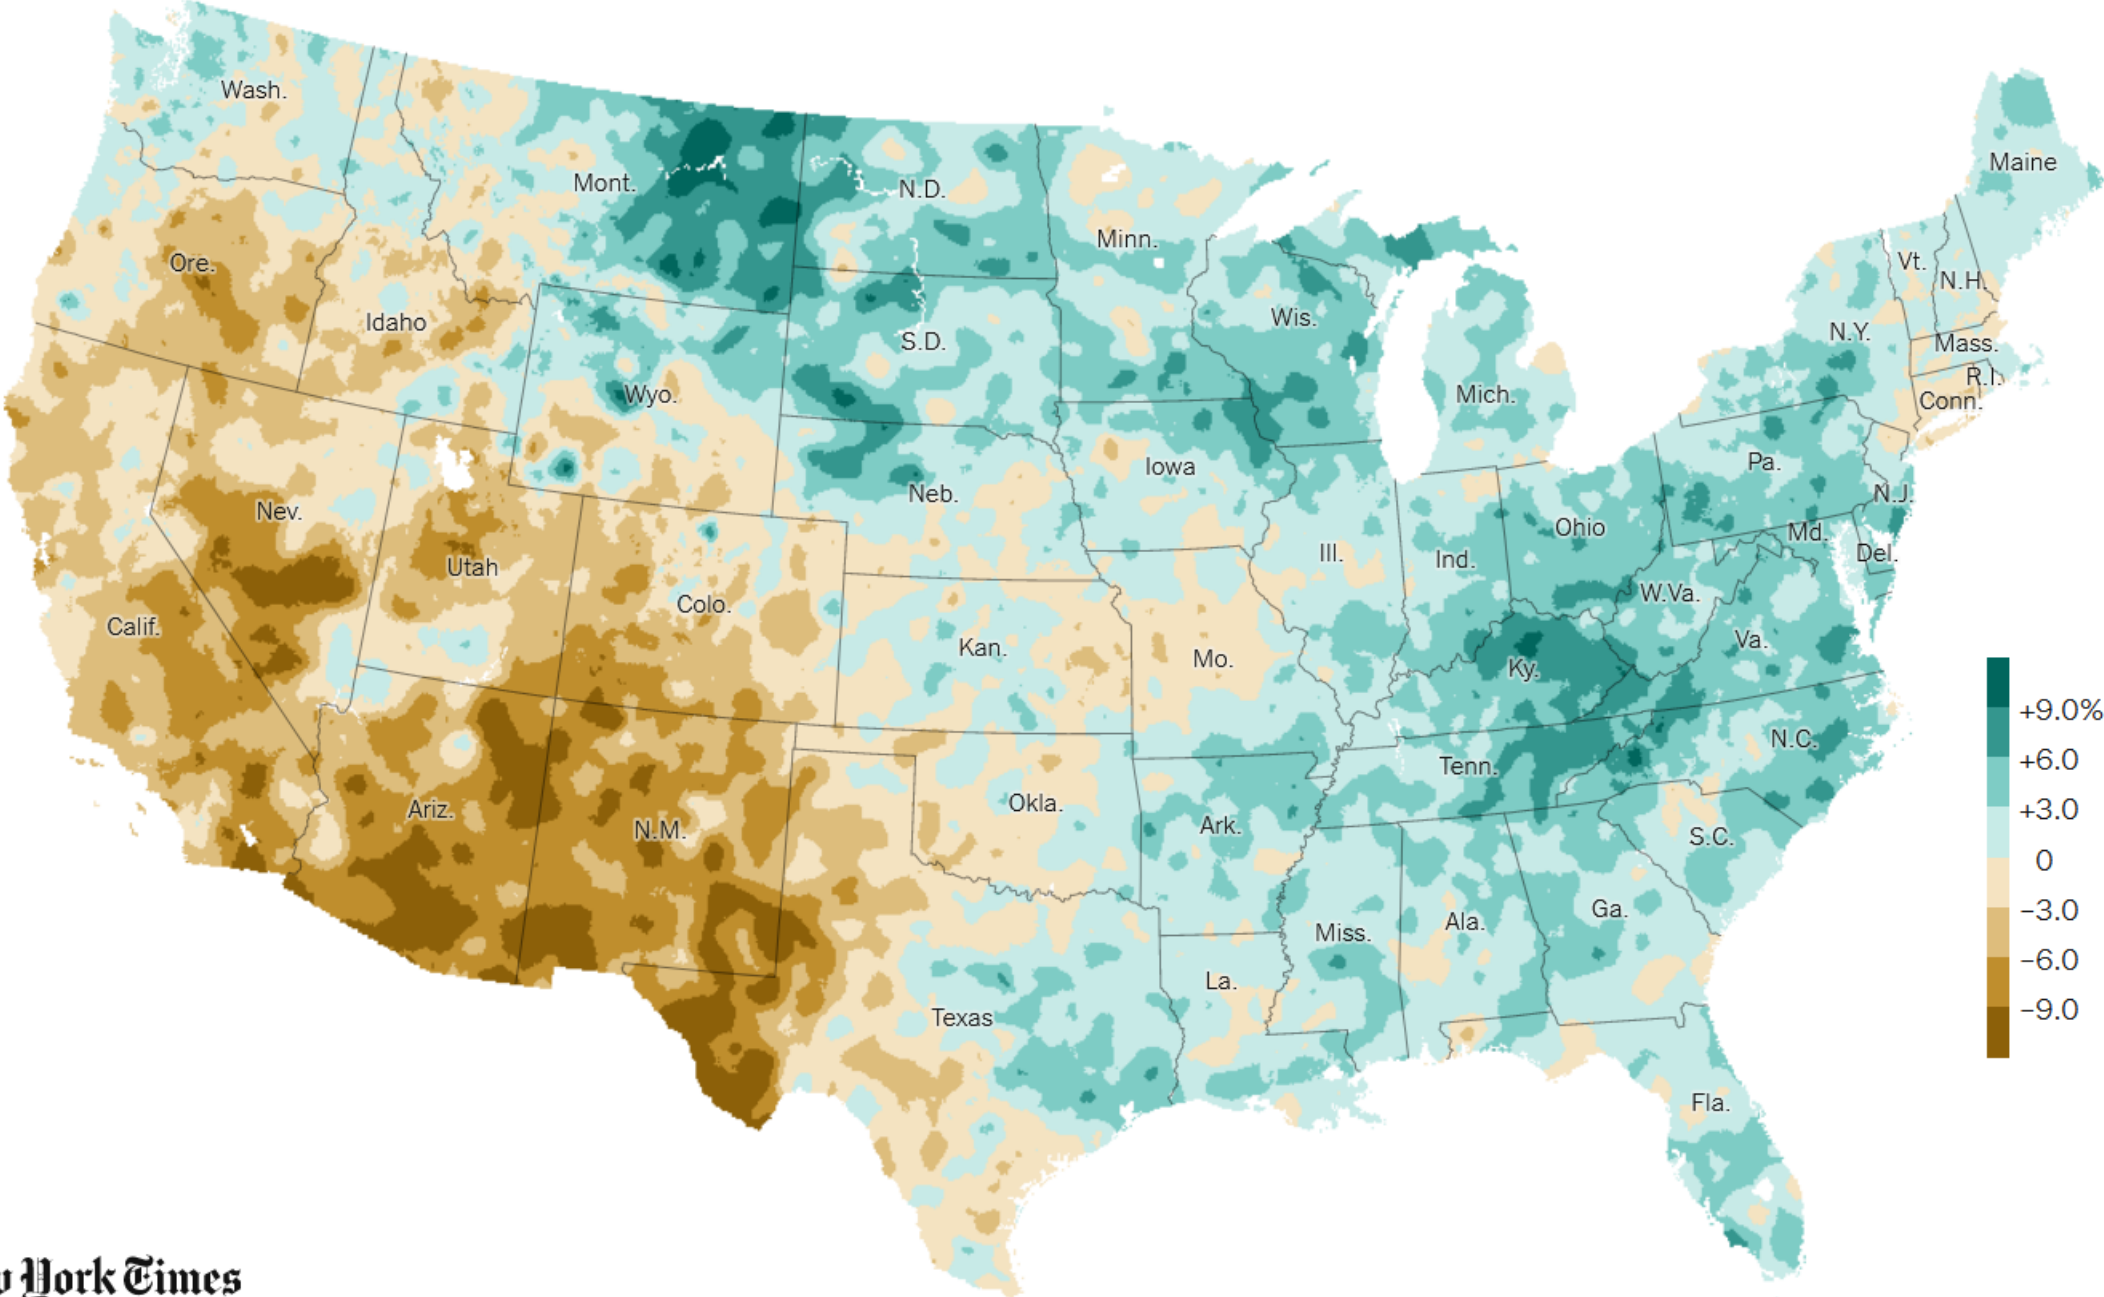 Wash.
Maine
Mont.
N.D.
Minn.
Ore.
Vt.
N.H.
Idaho
Wis.
N.Y.
S.D.
Mass.
R.I.
Wyo.
Mich.
Conn.
Iowa
Pa.
Neb.
N.J.
Nev.
Ohio
Md.
Utah
Ill.
Ind.
Del.
W.Va.
Colo.
Calif.
Kan.
Mo.
Va.
Ky.
+9.0%
N.C.
+6.0
Tenn.
Ariz.
Okla.
+3.0
N.M.
Ark.
S.C.
0
Ga.
−3.0
Ala.
Miss.
−6.0
La.
Texas
−9.0
Fla.
York Times